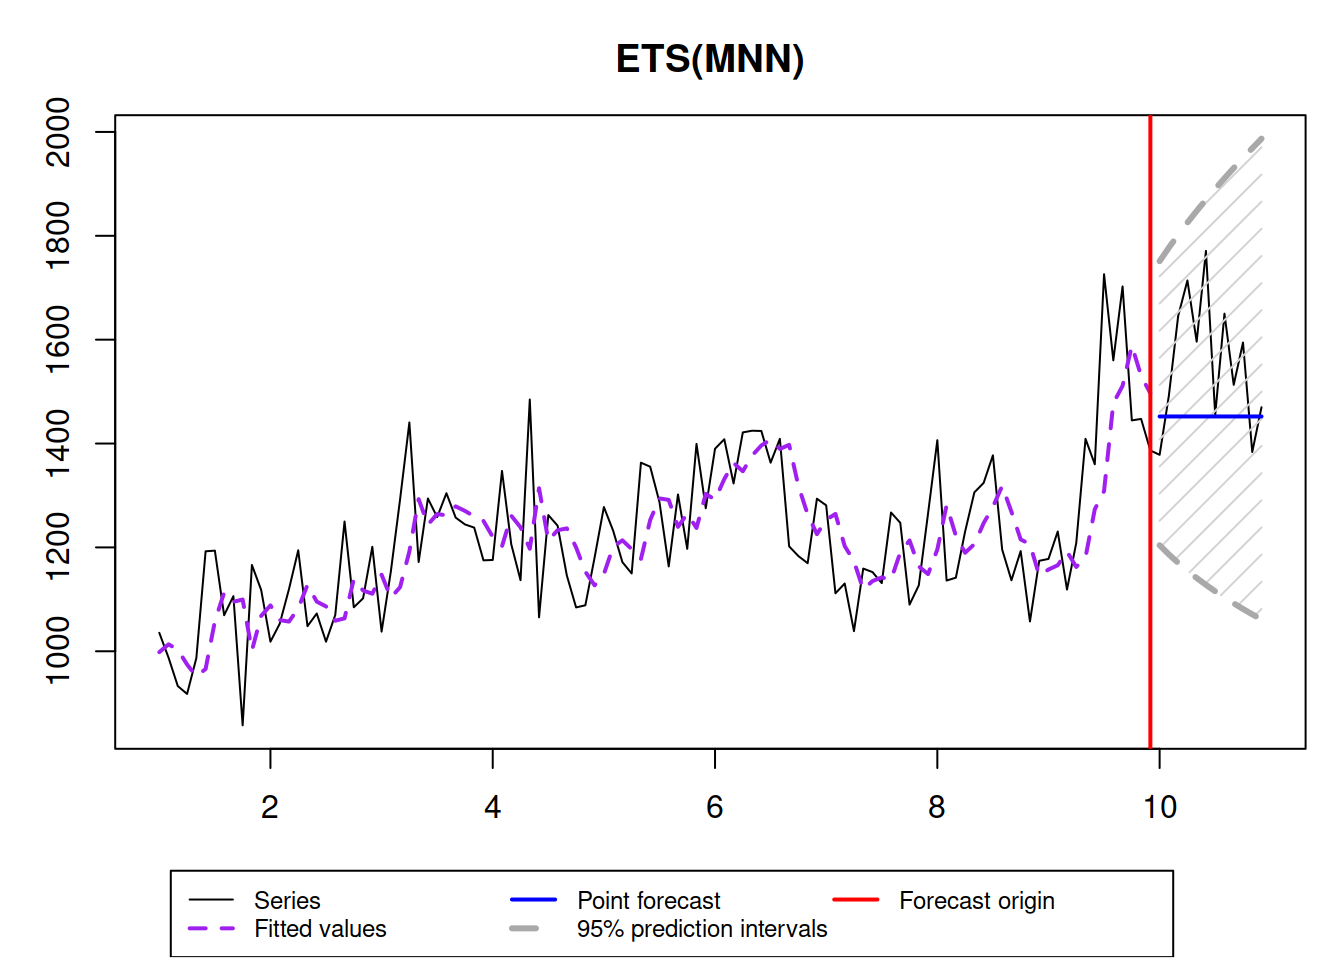 ETS(MNN)
2000
1800
1600
1400
1200
1000
2 4 6 8 10
Series Point forecast Forecast origin
Fitted values 95% prediction intervals